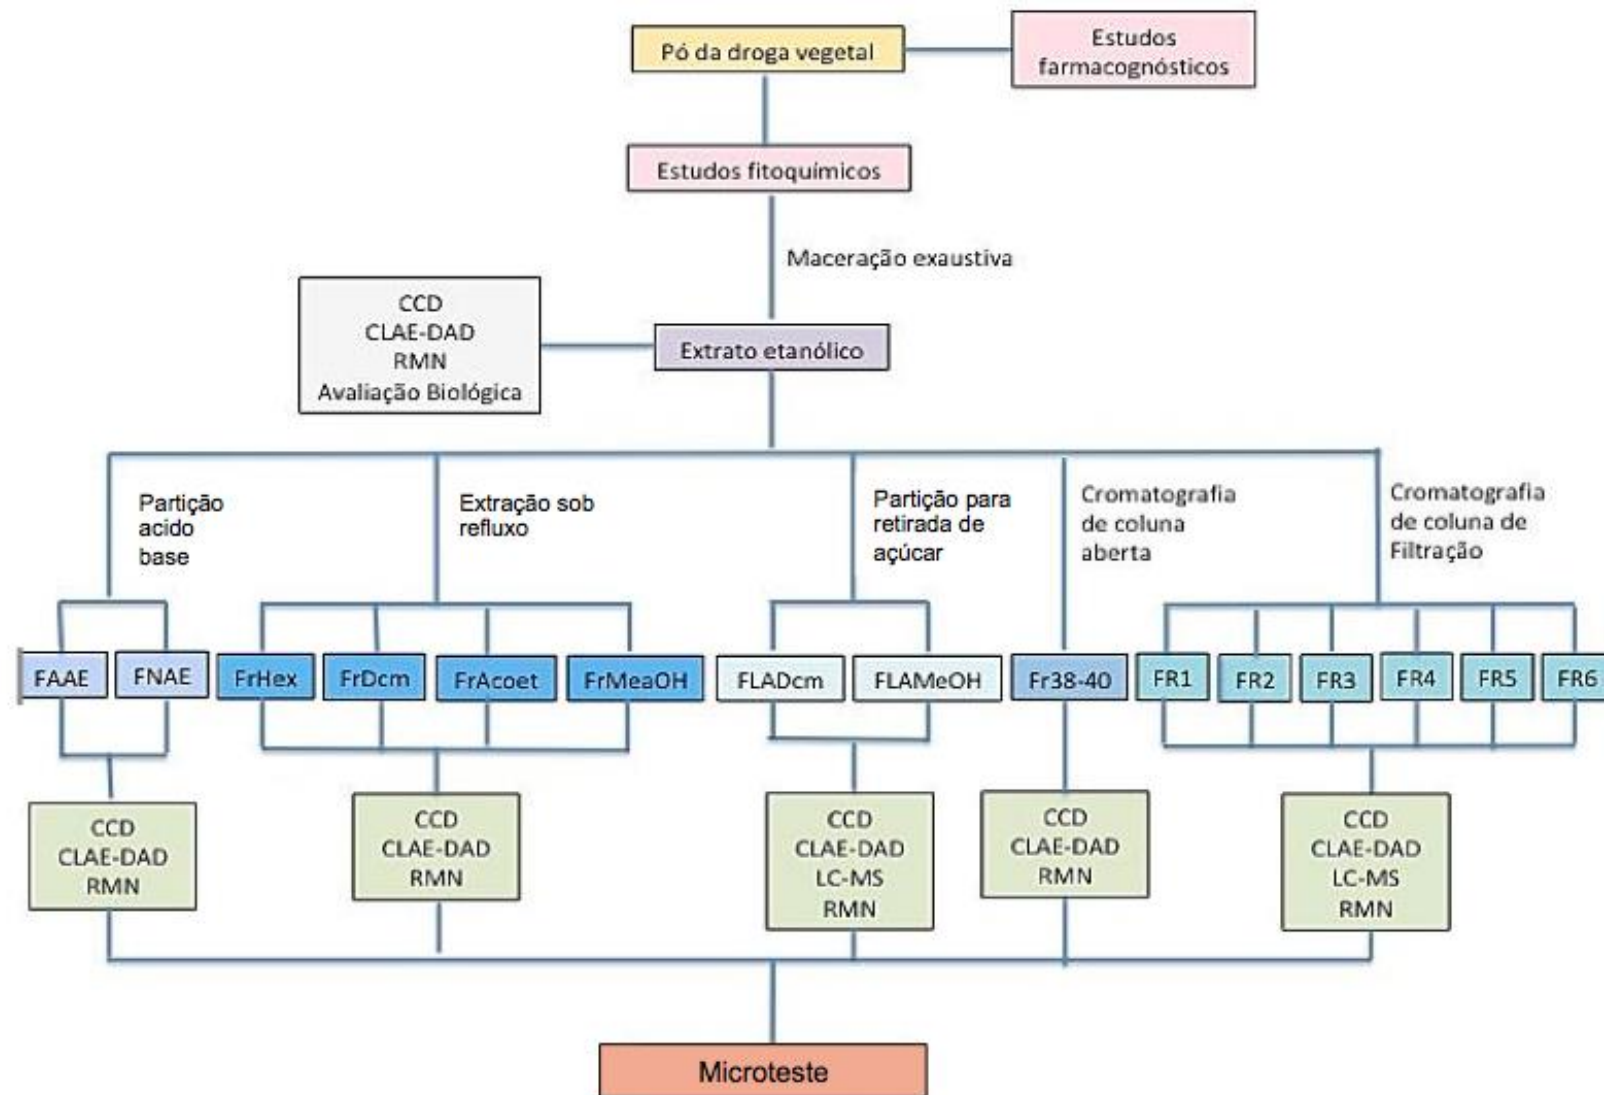 Pó da droga vegetal
Estudos
farmacognósticos
Estudos fitoquímicos
Maceração exaustiva
CCD
CLAE-DAD
RMN
Avaliação Biológica
Extrato etanólico
Partição
acido
base
Extração sob
refluxo
Partição para
retirada de
açúcar
Cromatografia
de coluna
aberta
Cromatografia
de coluna de
Filtração
FAAE
FNAE
FrHex
FrDcm
FrAcoet
FrMeaOH
FLADcm
FLAMeOH
Fr38-40
FR1
FR2
FR3
FR4
FR5
FR6
CCD
CLAE-DAD
RMN
CCD
CLAE-DAD
RMN
CCD
CLAE-DAD
LC-MS
RMN
CCD
CLAE-DAD
RMN
CCD
CLAE-DAD
LC-MS
RMN
Microteste